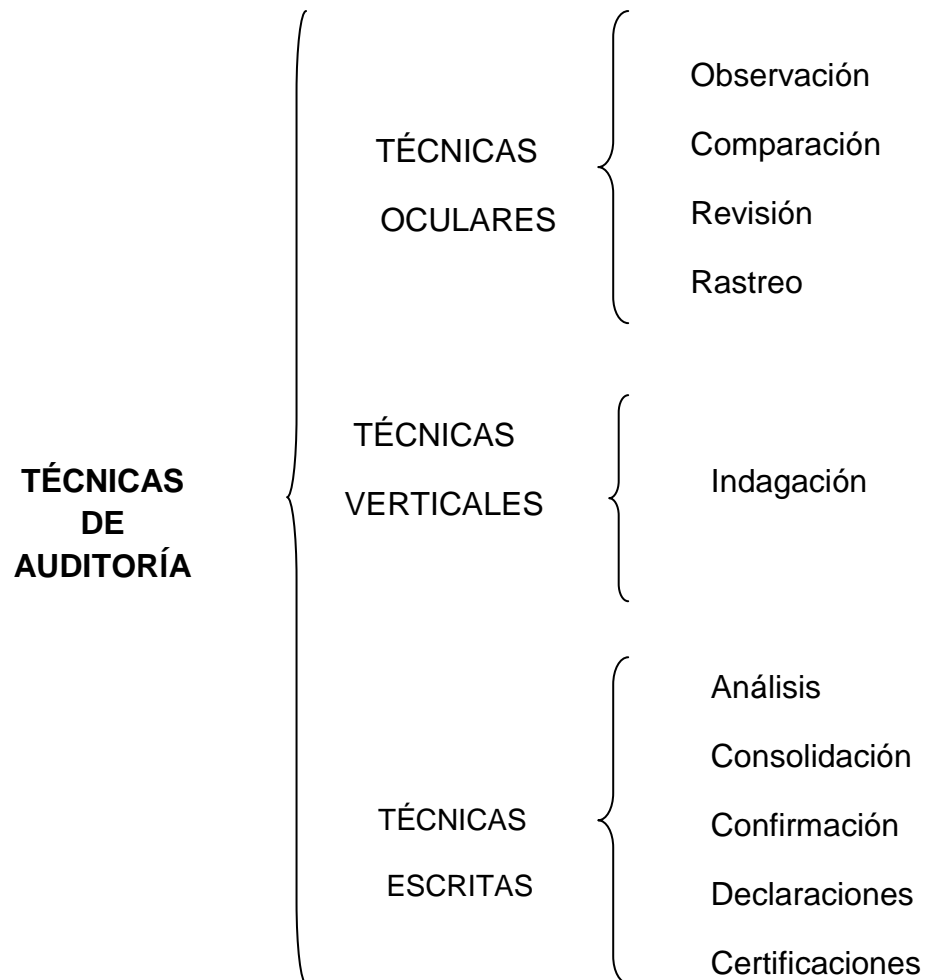 TÉCNICAS
DE
AUDITORÍA
TÉCNICAS
OCULARES
Observación
Comparación
Revisión
Rastreo
TÉCNICAS
VERTICALES
Indagación
TÉCNICAS
ESCRITAS
Análisis
Consolidación
Confirmación
Declaraciones
Certificaciones